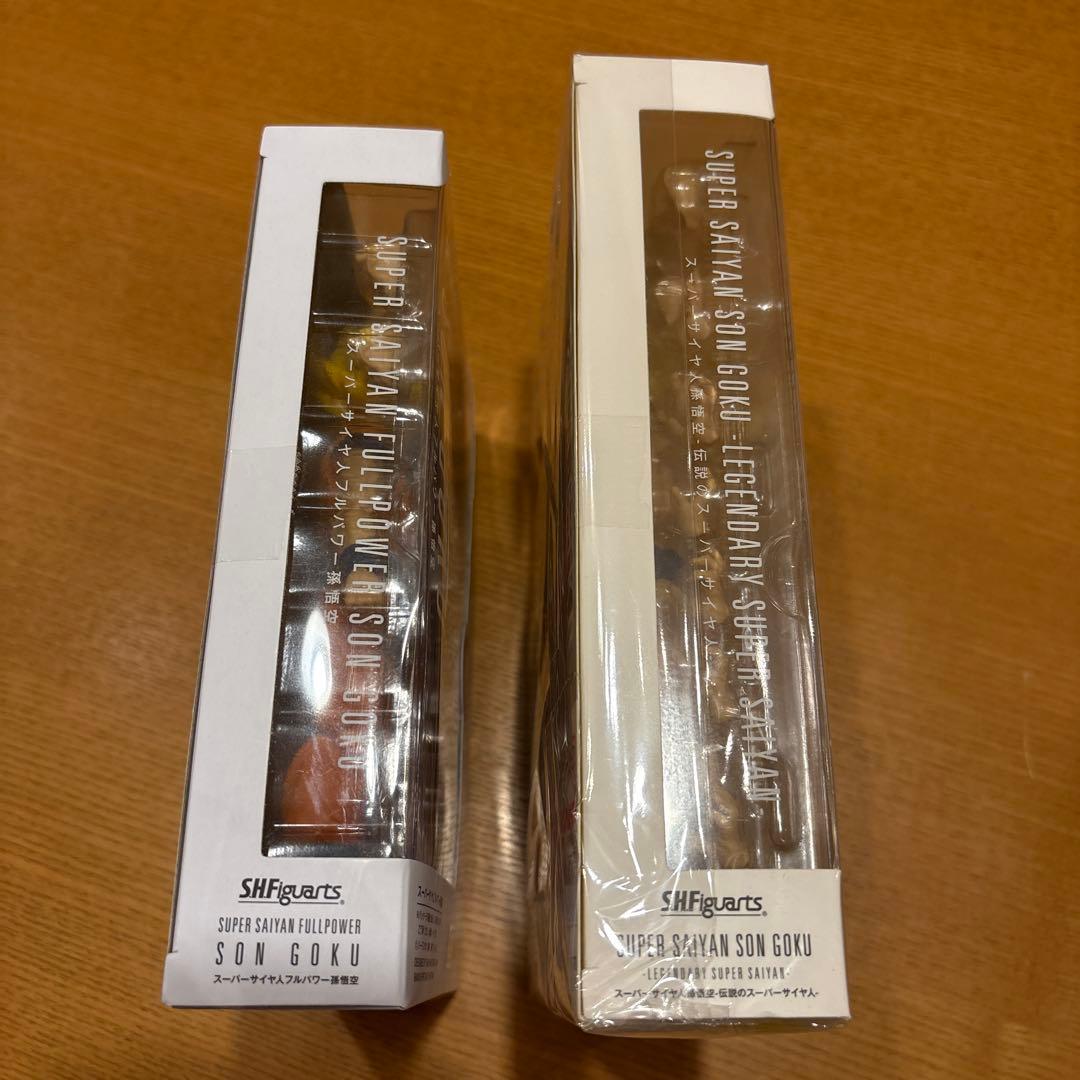 SUPER SAIYAN FULLPOWER SON GOKU
スーパーサイヤ人フルパワー孫悟空
S.H.Figuarts
SUPER SAIYAN FULLPOWER
SON GOKU
スーパーサイヤ人フルパワー孫悟空
SUPER SAIYAN SON GOKU -LEGENDARY SUPER SAIYAN-
スーパーサイヤ人孫悟空-伝説のスーパーサイヤ人-
S.H.Figuarts
SUPER SAIYAN SON GOKU
-LEGENDARY SUPER SAIYAN-
スーパーサイヤ人孫悟空-伝説のスーパーサイヤ人-